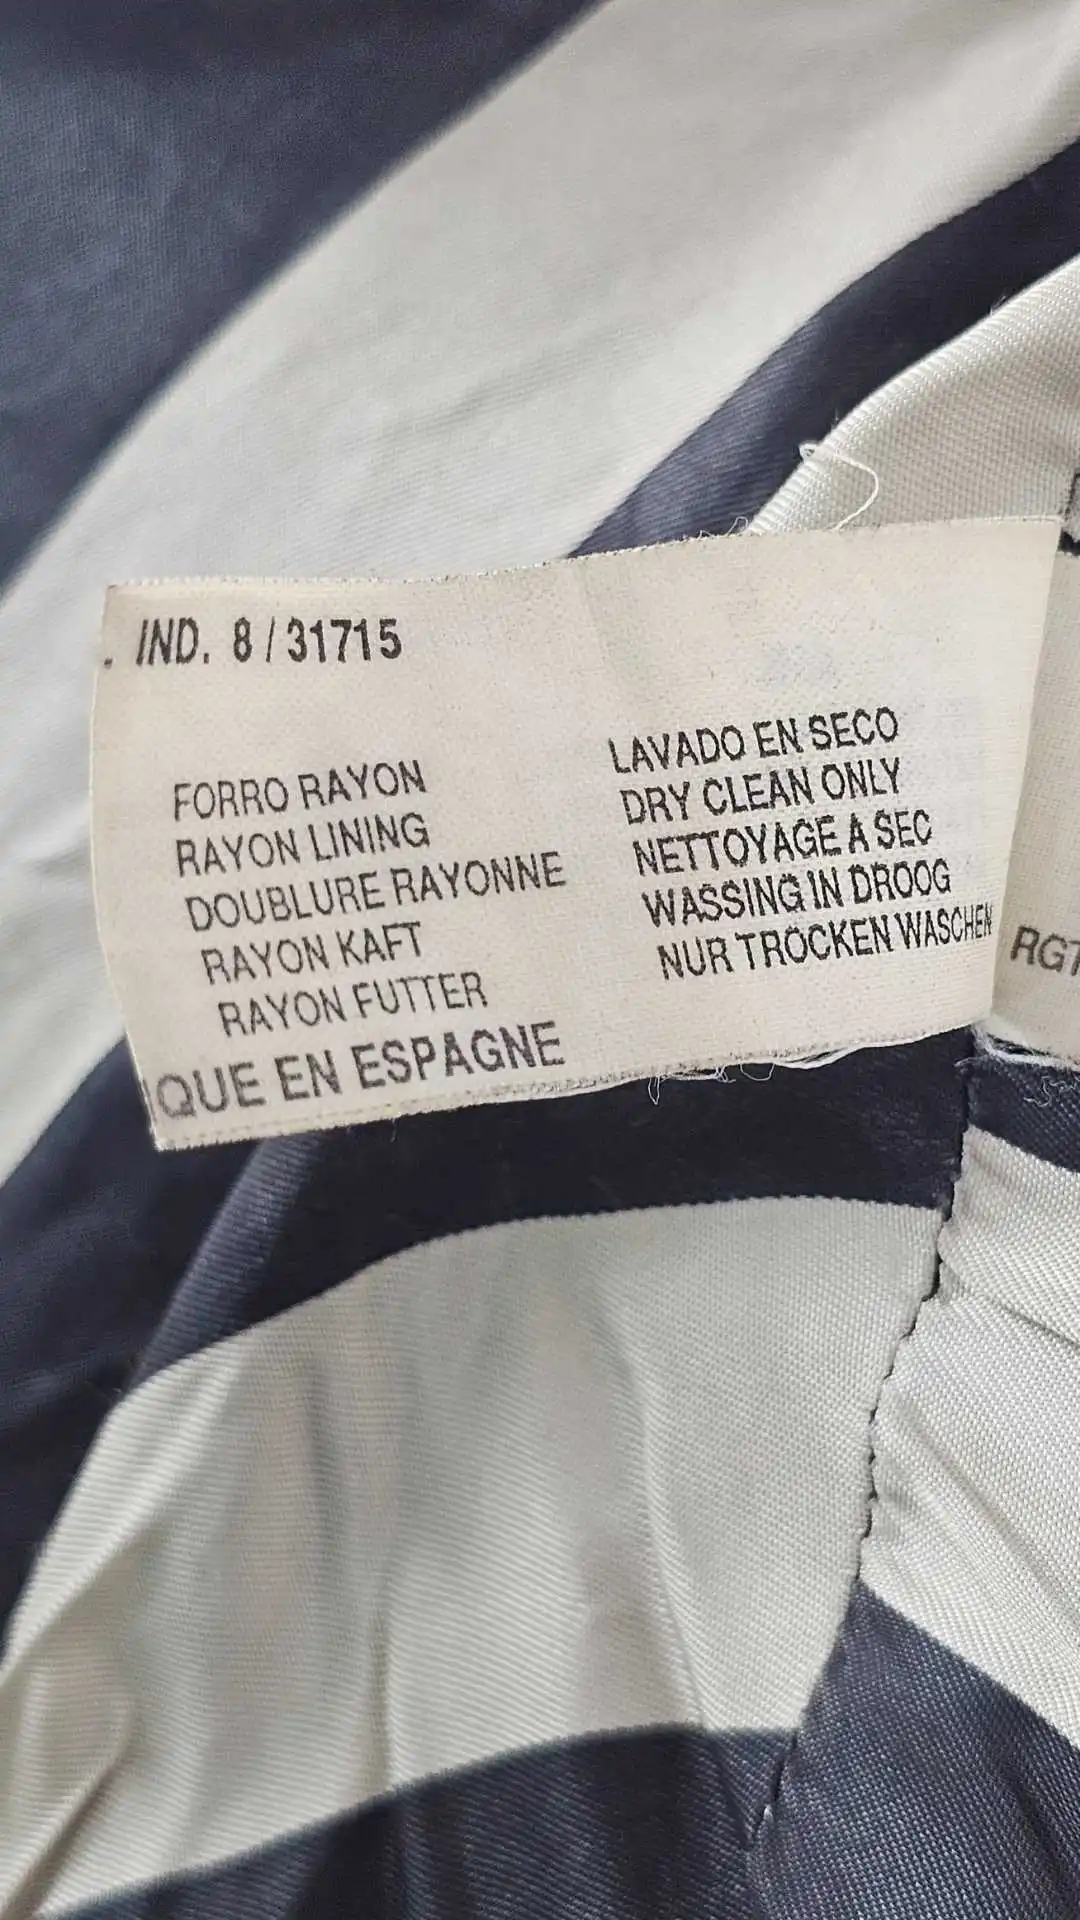 . IND. 8 / 31715
FORRO RAYON
RAYON LINING
DOUBLURE RAYONNE
RAYON KAFT
RAYON FUTTER
LAVADO EN SECO
DRY CLEAN ONLY
NETTOYAGE A SEC
WASSING IN DROOG
NUR TROCKEN WASCHEN
IQUE EN ESPAGNE
RGT